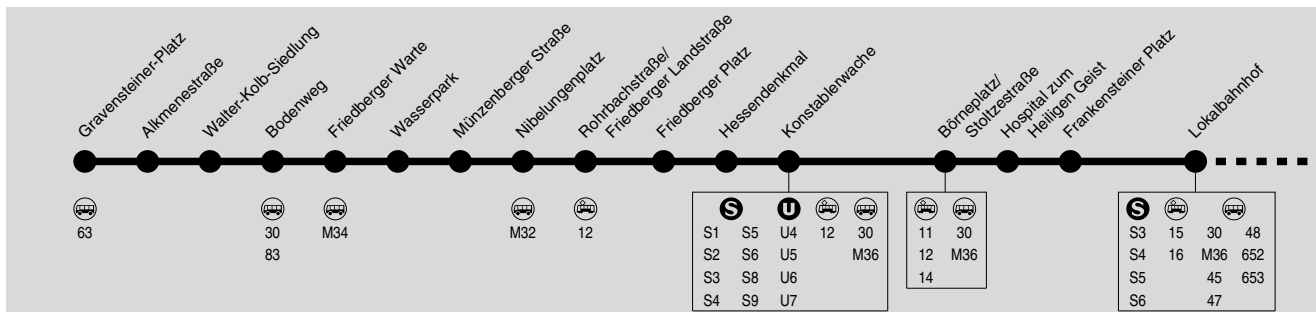 Gravensteiner-Platz
Alkmenestraße
Walter-Kolb-Siedlung
Bodenweg
Friedberger Warte
Wasserpark
Münzenberger Straße
Nibelungenplatz
Rohrbachstraße/
Friedberger Landstraße
Friedberger Platz
Hessendenkmal
Konstablerwache
Börneplatz/
Stoltzestraße
Hospital zum
Heiligen Geist
Frankensteiner Platz
Lokalbahnhof
63
30
83
M34
M32
12
S U
S1 S5 U4 12 30
S2 S6 U5 M36
S3 S8 U6
S4 S9 U7
11 30
12 M36
14
S
S3 15 30 48
S4 16 M36 652
S5 45 653
S6 47